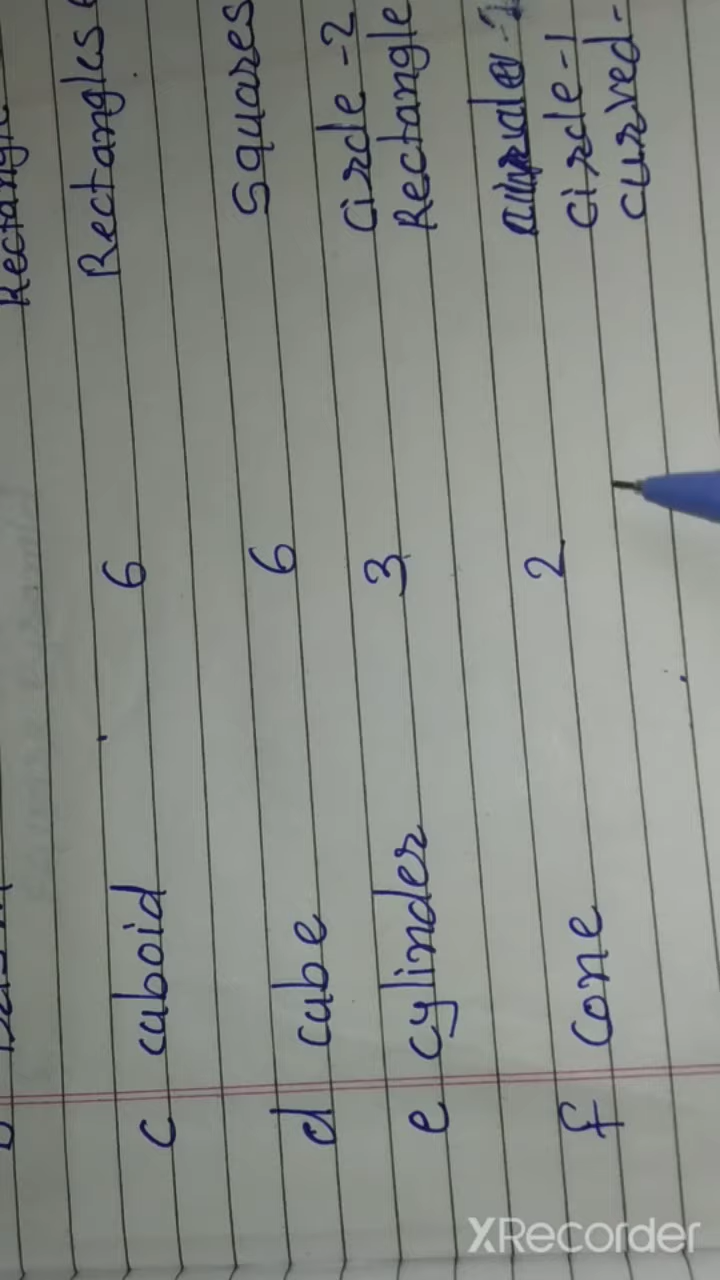 Rectangle
c cuboid 6 Rectangles
d cube 6 Squares
e cylinder 3 circle - 2
Rectangle
f cone 2
circle - 1
curved -
XRecorder